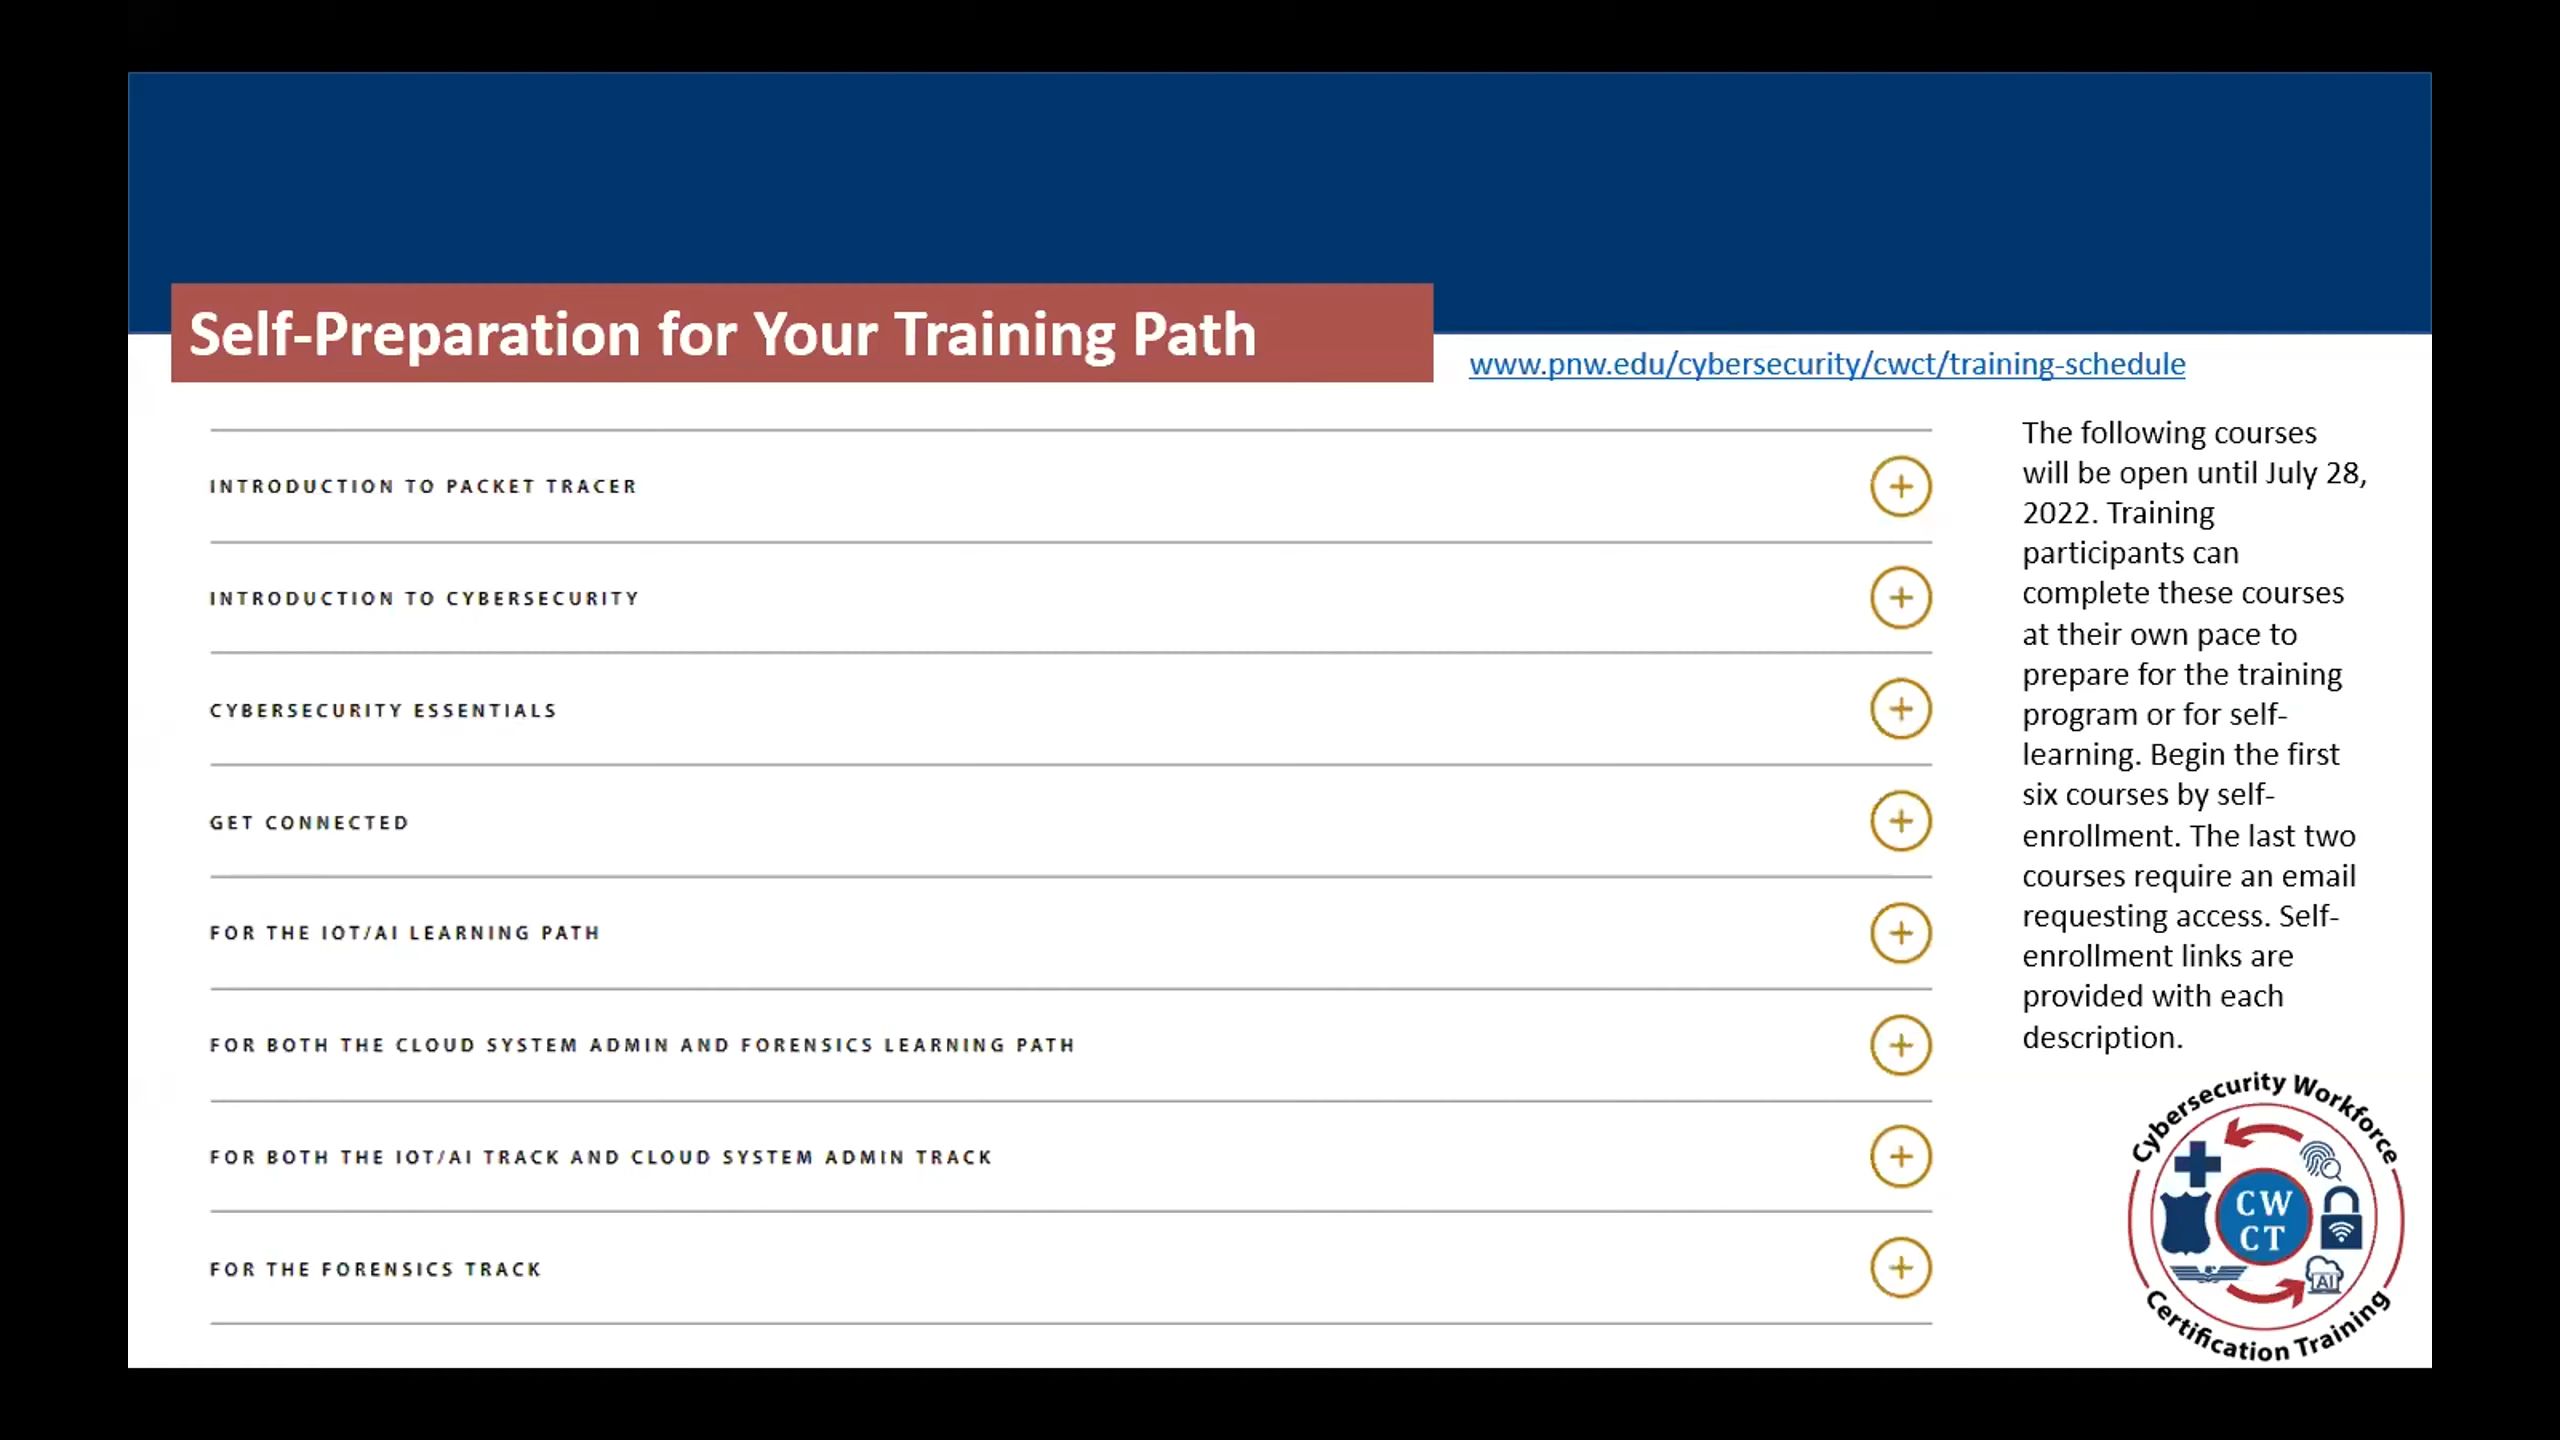 Self-Preparation for Your Training Path
www.pnw.edu/cybersecurity/cwct/training-schedule
INTRODUCTION TO PACKET TRACER
INTRODUCTION TO CYBERSECURITY
CYBERSECURITY ESSENTIALS
GET CONNECTED
FOR THE IOT/AI LEARNING PATH
FOR BOTH THE CLOUD SYSTEM ADMIN AND FORENSICS LEARNING PATH
FOR BOTH THE IOT/AI TRACK AND CLOUD SYSTEM ADMIN TRACK
FOR THE FORENSICS TRACK
The following courses
will be open until July 28,
2022. Training
participants can
complete these courses
at their own pace to
prepare for the training
program or for self-
learning. Begin the first
six courses by self-
enrollment. The last two
courses require an email
requesting access. Self-
enrollment links are
provided with each
description.
Cybersecurity Workforce
CW
CT
AI
Certification Training